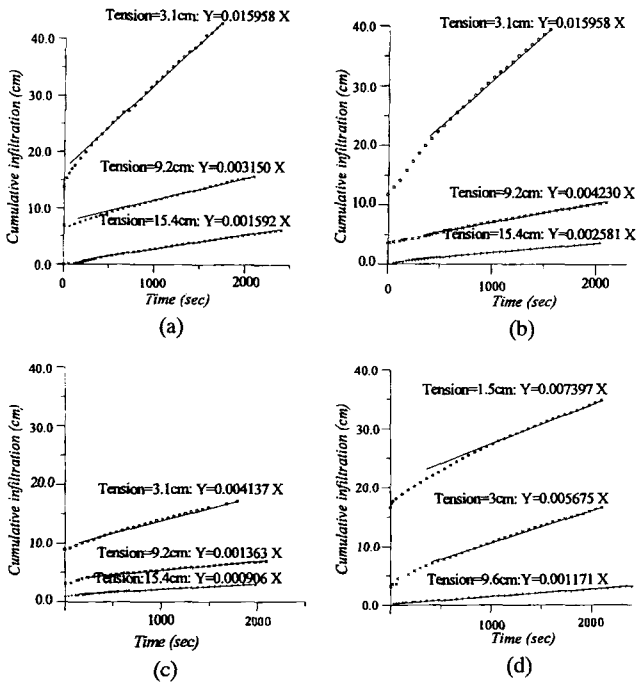 Cumulative infiltration (cm)
40.0
30.0
20.0
10.0
0.0
Tension=3.1cm: Y=0.015958 X
Tension=9.2cm: Y=0.003150 X
Tension=15.4cm: Y=0.001592 X
0
1000
2000
Time (sec)
(a)
Cumulative infiltration (cm)
40.0
30.0
20.0
10.0
0.0
Tension=3.1cm: Y=0.015958 X
Tension=9.2cm: Y=0.004230 X
Tension=15.4cm: Y=0.002581 X
0
1000
2000
Time (sec)
(b)
Cumulative infiltration (cm)
40.0
30.0
20.0
10.0
0.0
Tension=3.1cm: Y=0.004137 X
Tension=9.2cm: Y=0.001363 X
Tension:15.4cm: Y=0.000906 X
1000
2000
Time (sec)
(c)
Cumulative infiltration (cm)
40.0
30.0
20.0
10.0
0.0
Tension=1.5cm: Y=0.007397 X
Tension=3cm: Y=0.005675 X
Tension=9.6cm: Y=0.001171 X
0
1000
2000
Time (sec)
(d)